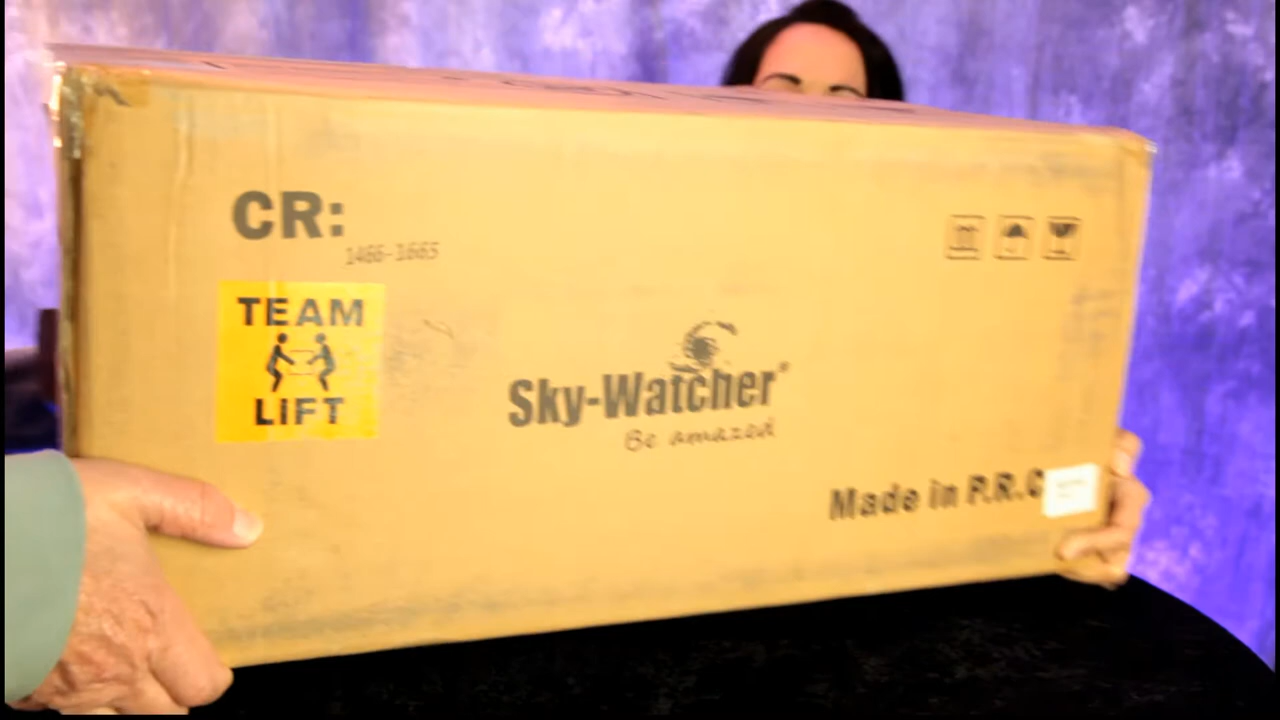 CR:
1466-1665
TEAM
LIFT
Sky-Watcher®
Be amazed
Made in P.R.C